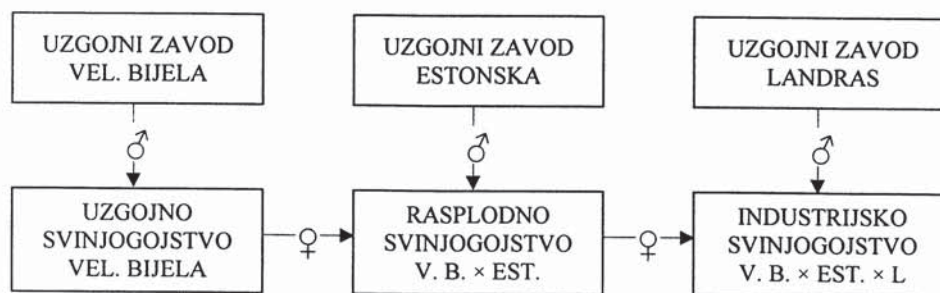 UZGOJNI ZAVOD
VEL. BIJELA
UZGOJNI ZAVOD
ESTONSKA
UZGOJNI ZAVOD
LANDRAS
♂
♂
♂
UZGOJNO
SVINJOGOJSTVO
VEL. BIJELA
♀
RASPLODNO
SVINJOGOJSTVO
V. B. × EST.
♀
INDUSTRIJSKO
SVINJOGOJSTVO
V. B. × EST. × L